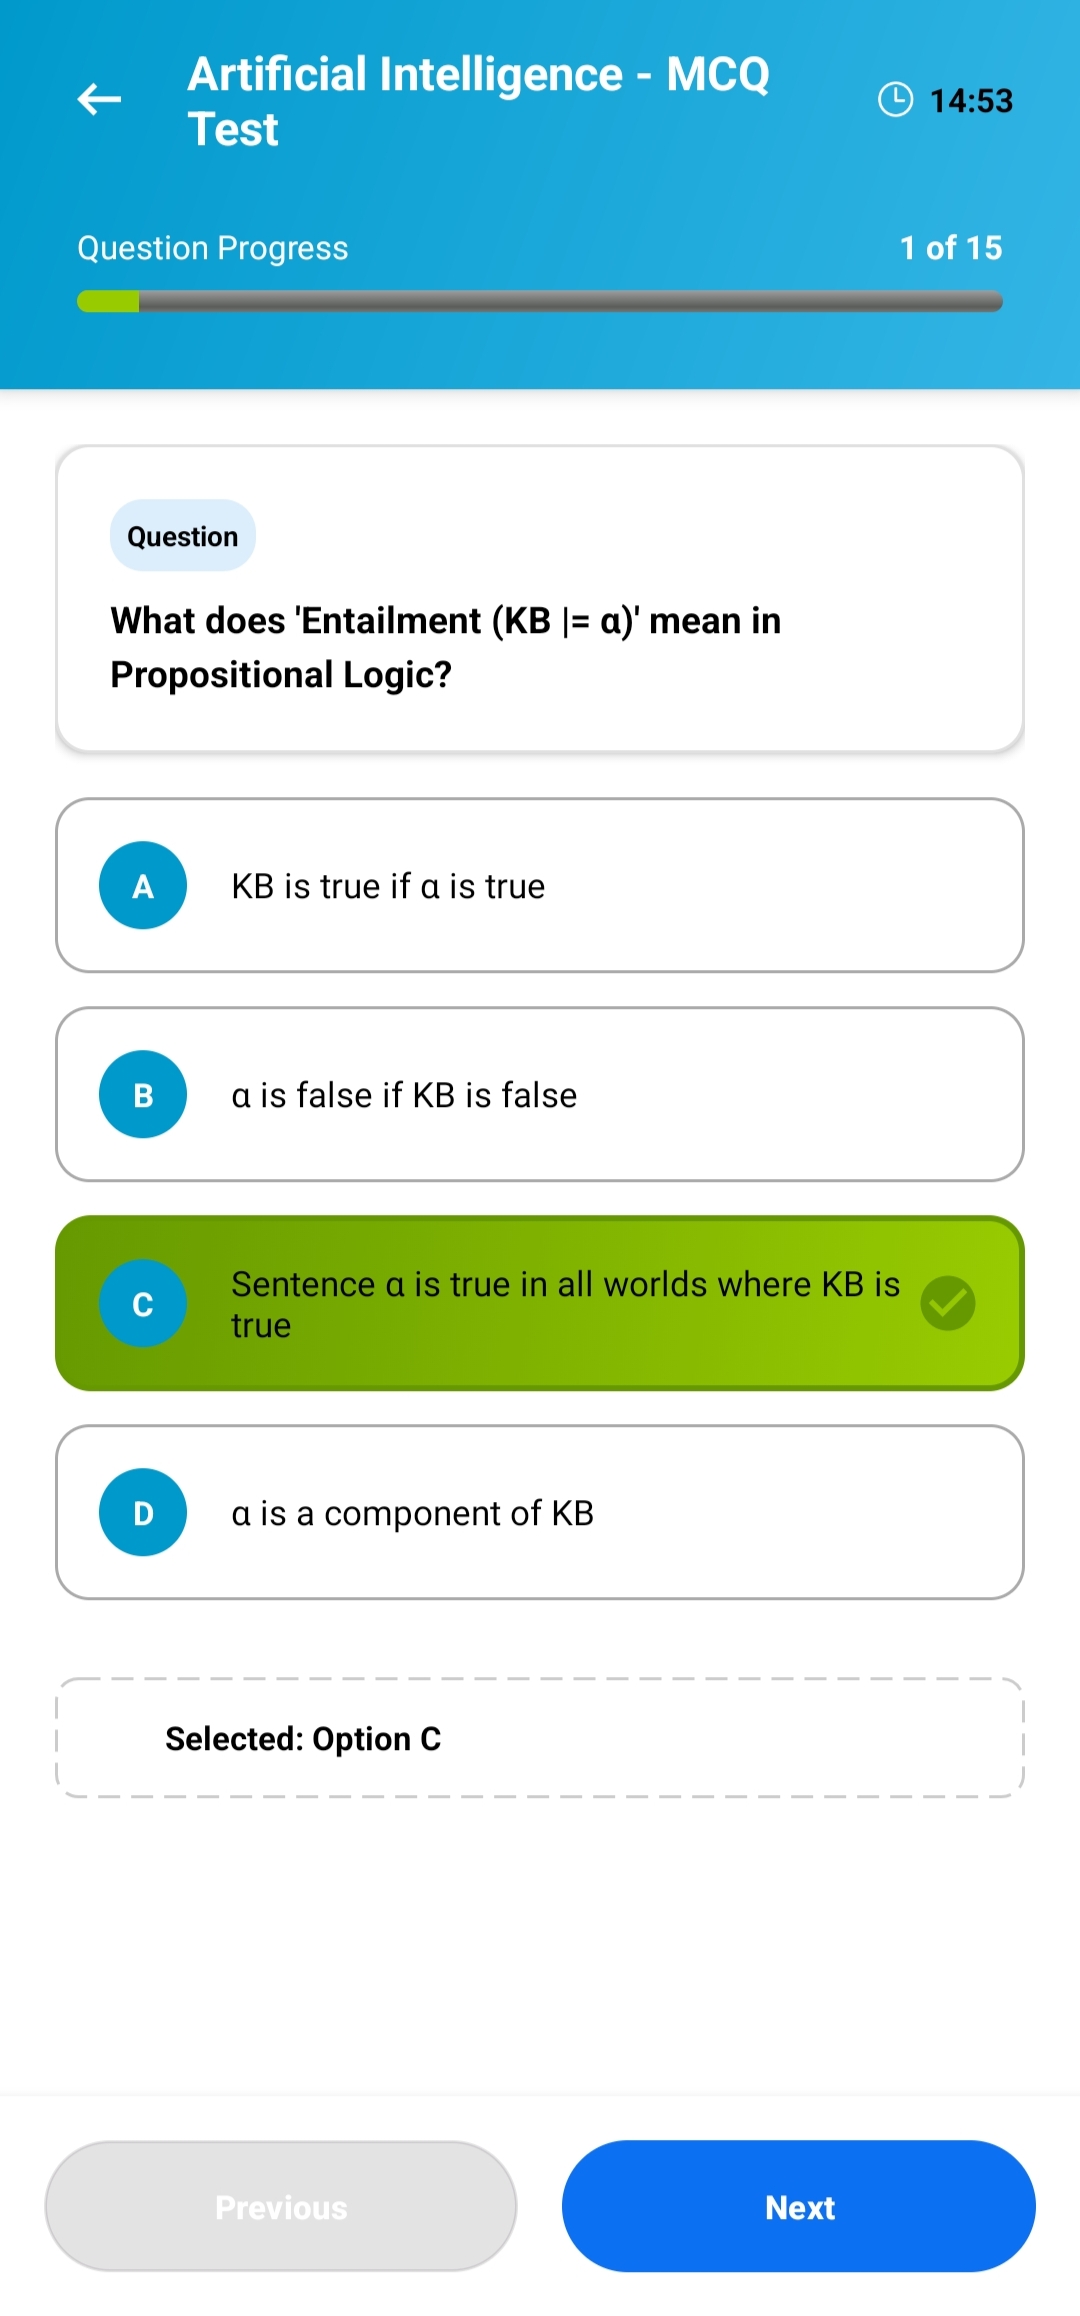 Artificial Intelligence - MCQ
Test
14:53
Question Progress
1 of 15
Question
What does 'Entailment (KB |= α)' mean in
Propositional Logic?
A
KB is true if α is true
B
α is false if KB is false
C
Sentence α is true in all worlds where KB is
true
D
α is a component of KB
Selected: Option C
Previous
Next